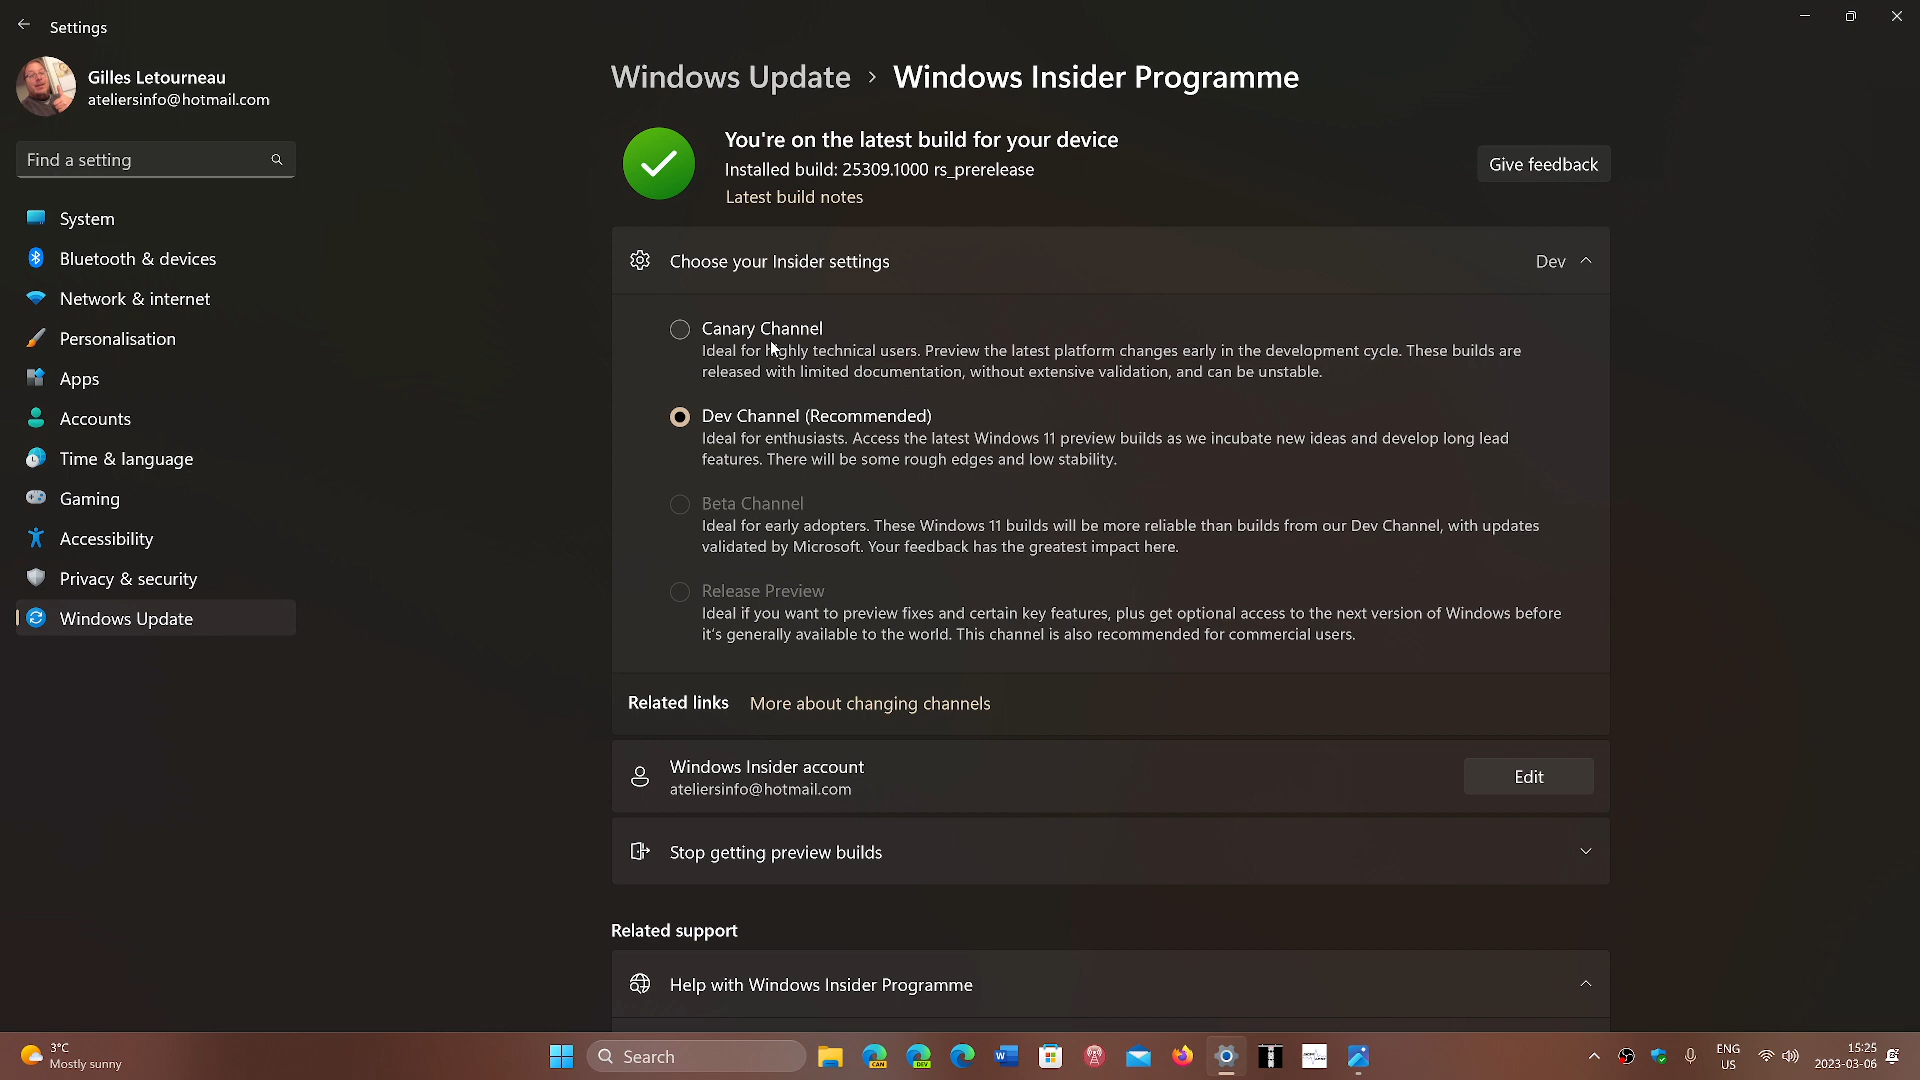 Settings
Gilles Letourneau
ateliersinfo@hotmail.com
Find a setting
System
Bluetooth & devices
Network & internet
Personalisation
Apps
Accounts
Time & language
Gaming
Accessibility
Privacy & security
Windows Update
Windows Update > Windows Insider Programme
You're on the latest build for your device
Installed build: 25309.1000 rs_prerelease
Latest build notes
Give feedback
Choose your Insider settings
Dev
Canary Channel
Ideal for highly technical users. Preview the latest platform changes early in the development cycle. These builds are
released with limited documentation, without extensive validation, and can be unstable.
Dev Channel (Recommended)
Ideal for enthusiasts. Access the latest Windows 11 preview builds as we incubate new ideas and develop long lead
features. There will be some rough edges and low stability.
Beta Channel
Ideal for early adopters. These Windows 11 builds will be more reliable than builds from our Dev Channel, with updates
validated by Microsoft. Your feedback has the greatest impact here.
Release Preview
Ideal if you want to preview fixes and certain key features, plus get optional access to the next version of Windows before
it's generally available to the world. This channel is also recommended for commercial users.
Related links More about changing channels
Windows Insider account
ateliersinfo@hotmail.com
Edit
Stop getting preview builds
Related support
Help with Windows Insider Programme
3°C
Mostly sunny
Search
CAN
DEV
W
ENG
US
15:25
2023-03-06